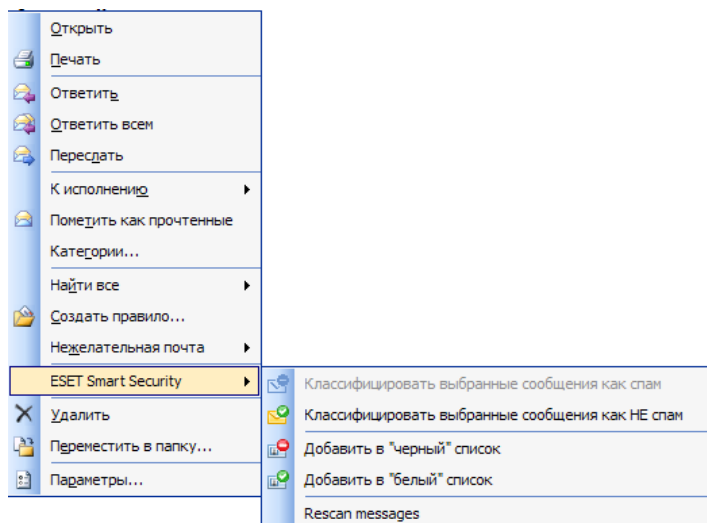 Открыть
Печать
Ответить
Ответить всем
Переслать
К исполнению
Пометить как прочтенные
Категории...
Найти все
Создать правило...
Нежелательная почта
ESET Smart Security
Удалить
Переместить в папку...
Параметры...
Классифицировать выбранные сообщения как спам
Классифицировать выбранные сообщения как НЕ спам
Добавить в "черный" список
Добавить в "белый" список
Rescan messages